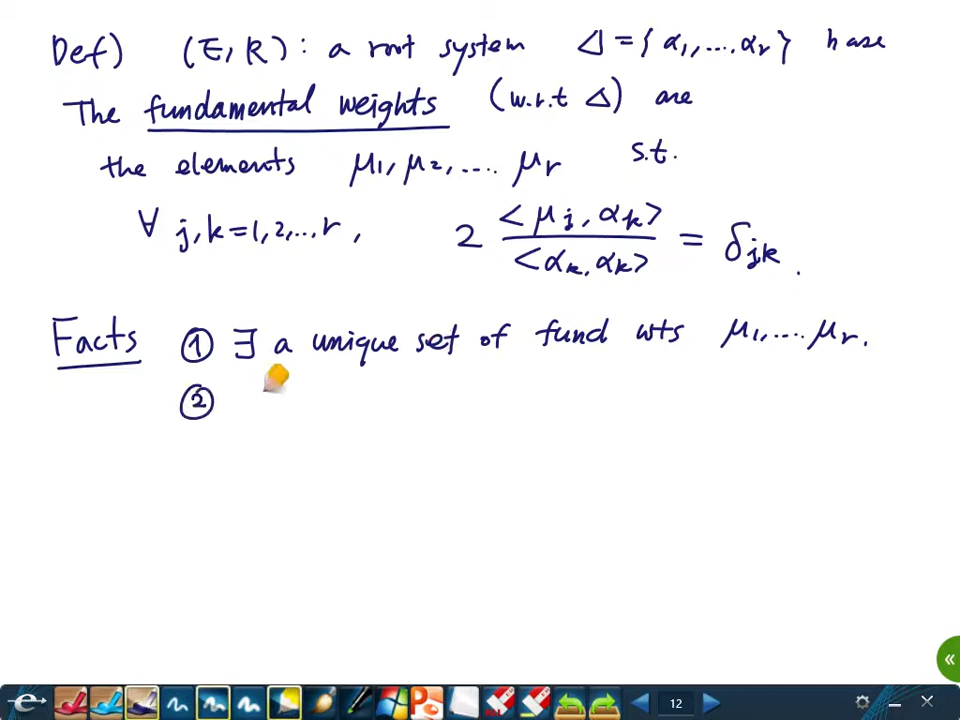 Def) (E, R) : a root system Δ = { α₁, ... αᵣ } base
The fundamental weights (w.r.t Δ) are
the elements μ₁, μ₂, .... μᵣ s.t.
∀ j, k = 1, 2, ... r , 2 <μⱼ, αₖ> / <αₖ, αₖ> = δⱼₖ .
Facts ① ∃ a unique set of fund wts μ₁, .... μᵣ.
②
12